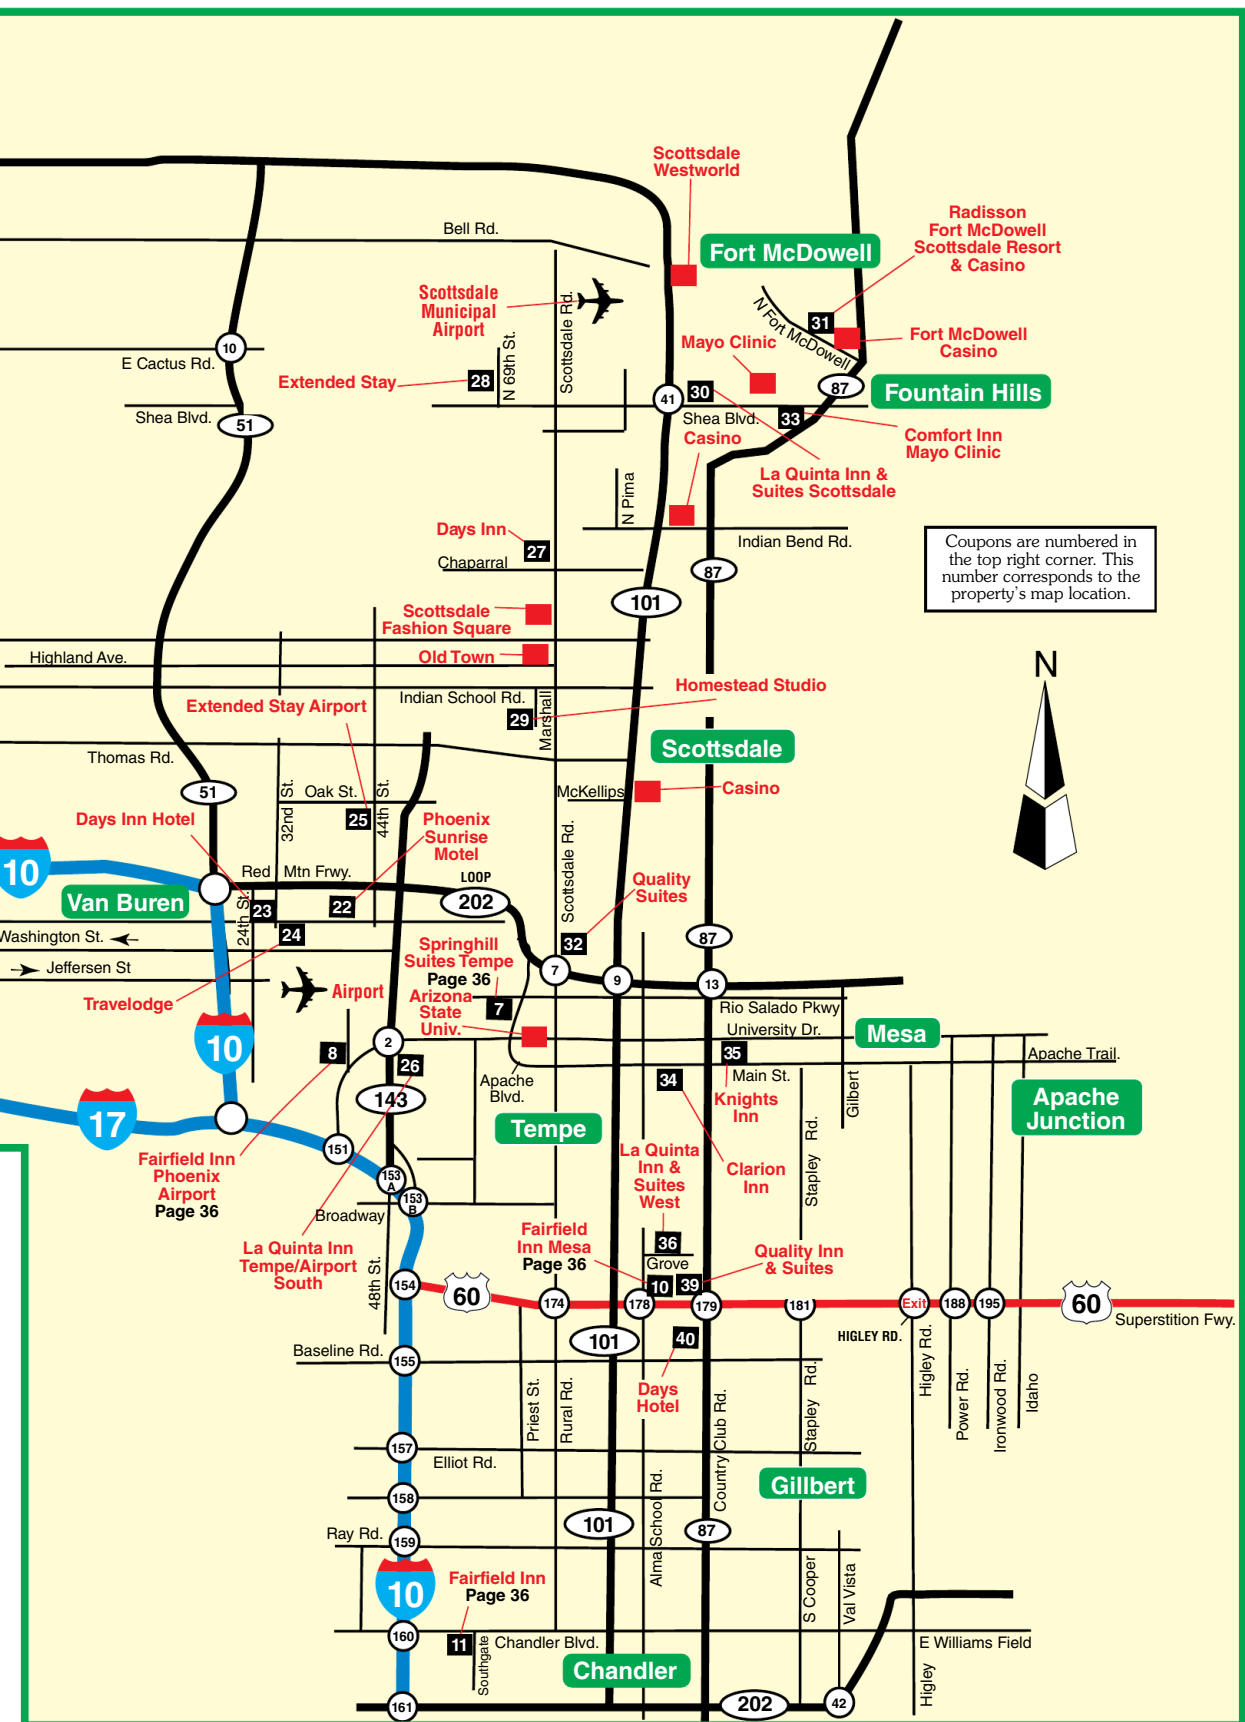 Scottsdale
Westworld
Radisson
Fort McDowell
Scottsdale Resort
& Casino
Bell Rd.
Fort McDowell
Scottsdale
Municipal
Airport
Scottsdale Rd.
N Fort McDowell
31
Fort McDowell
Casino
10
E Cactus Rd.
N 69th St.
Mayo Clinic
Extended Stay
28
41
30
87
Fountain Hills
Shea Blvd.
51
Shea Blvd.
33
Casino
Comfort Inn
Mayo Clinic
La Quinta Inn &
Suites Scottsdale
N Pima
Days Inn
27
Indian Bend Rd.
Chaparral
87
Coupons are numbered in
the top right corner. This
number corresponds to the
property's map location.
101
Scottsdale
Fashion Square
Highland Ave.
Old Town
N
Indian School Rd.
Homestead Studio
Extended Stay Airport
29
Marshall
Thomas Rd.
Scottsdale
51
32nd St.
Oak St.
44th St.
McKellips
Casino
Days Inn Hotel
25
Phoenix
Sunrise
Motel
Scottsdale Rd.
10
Red Mtn Frwy.
LOOP
202
Quality
Suites
Van Buren
24th St.
23
22
Washington St.
24
32
87
Springhill
Suites Tempe
Page 36
Jeffersen St
7
9
13
Travelodge
Airport
Arizona
State
Univ.
7
Rio Salado Pkwy
University Dr.
Mesa
10
8
2
26
35
Apache Trail.
Apache
Blvd.
34
Main St.
Gilbert
Apache
Junction
17
143
Knights
Inn
Tempe
151
Fairfield Inn
Phoenix
Airport
Page 36
153
A
153
B
La Quinta
Inn &
Suites
West
Clarion
Inn
Stapley Rd.
Broadway
La Quinta Inn
Tempe/Airport
South
48th St.
Fairfield
Inn Mesa
Page 36
36
Grove
Quality Inn
& Suites
154
60
174
178
10
39
179
181
Exit
188
195
60
Superstition Fwy.
HIGLEY RD.
101
40
Baseline Rd.
155
Days
Hotel
Priest St.
Rural Rd.
Country Club Rd.
Stapley Rd.
Higley Rd.
Power Rd.
Ironwood Rd.
Idaho
157
Elliot Rd.
158
Gillbert
101
Alma School Rd.
87
Ray Rd.
159
10
Fairfield Inn
Page 36
S Cooper
Val Vista
160
11
Southgate
Chandler Blvd.
E Williams Field
Chandler
Higley
161
202
42